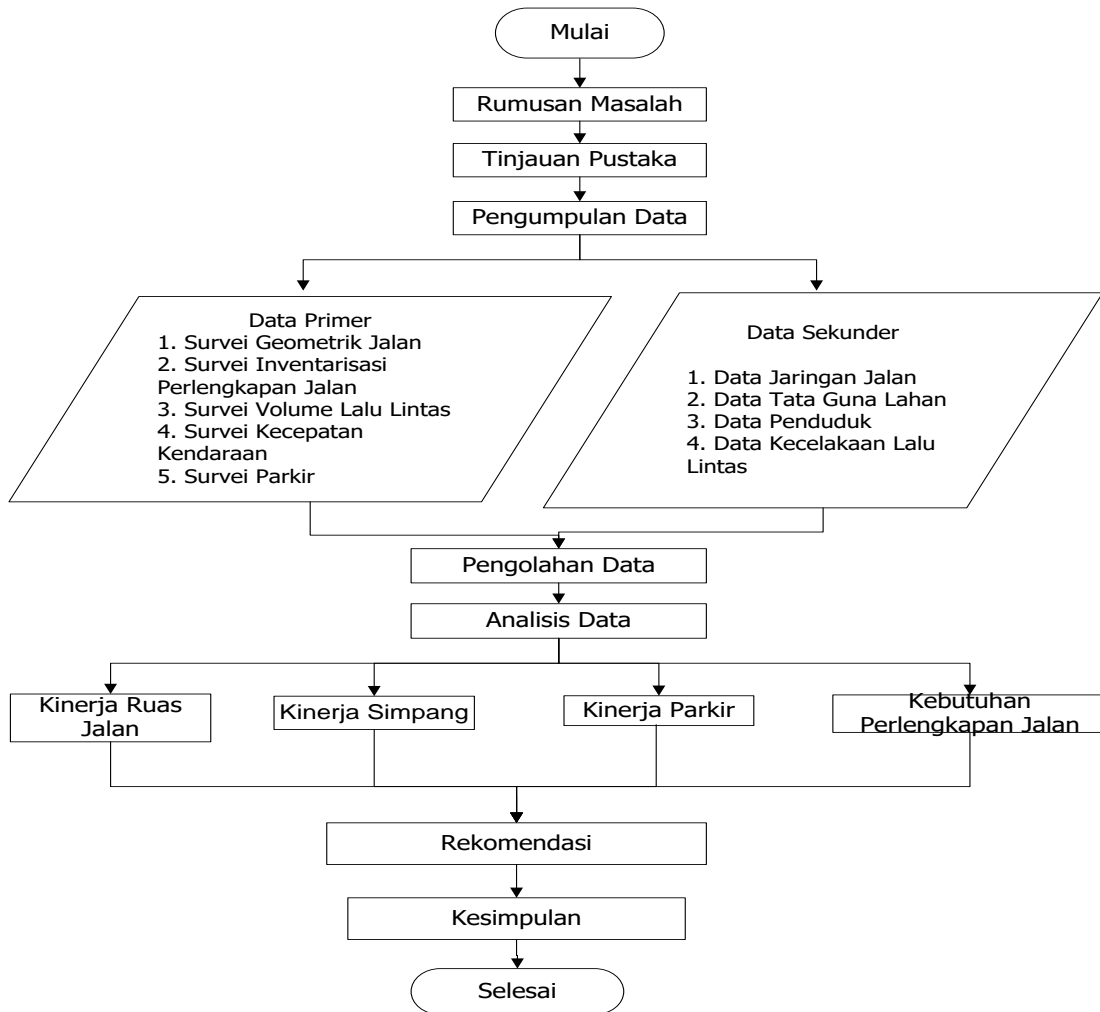 Mulai
Rumusan Masalah
Tinjauan Pustaka
Pengumpulan Data
Data Primer
1. Survei Geometrik Jalan
2. Survei Inventarisasi
Perlengkapan Jalan
3. Survei Volume Lalu Lintas
4. Survei Kecepatan
Kendaraan
5. Survei Parkir
Data Sekunder
1. Data Jaringan Jalan
2. Data Tata Guna Lahan
3. Data Penduduk
4. Data Kecelakaan Lalu
Lintas
Pengolahan Data
Analisis Data
Kinerja Ruas
Jalan
Kinerja Simpang
Kinerja Parkir
Kebutuhan
Perlengkapan Jalan
Rekomendasi
Kesimpulan
Selesai